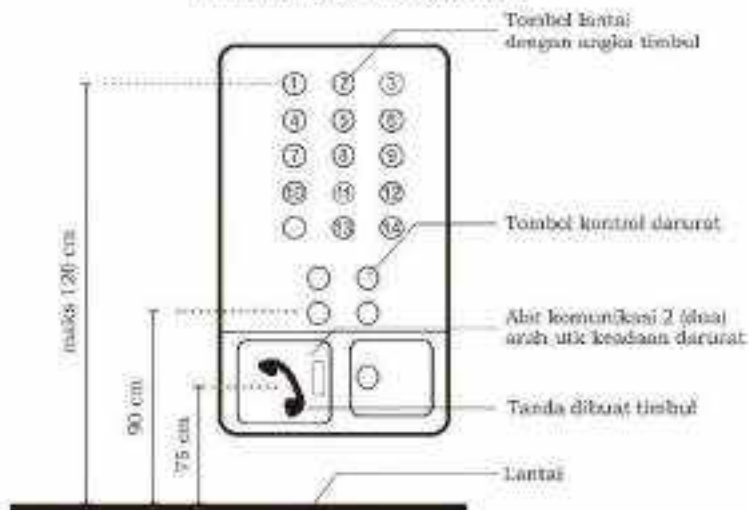 Tombol lantai
dengan angka timbul
1 2 3
4 5 6
7 8 9
10 11 12
13 14
Tombol kontrol darurat
maks 120 cm
90 cm
75 cm
Alat komunikasi 2 (dua)
arah utk keadaan darurat
Tanda dibuat timbul
Lantai